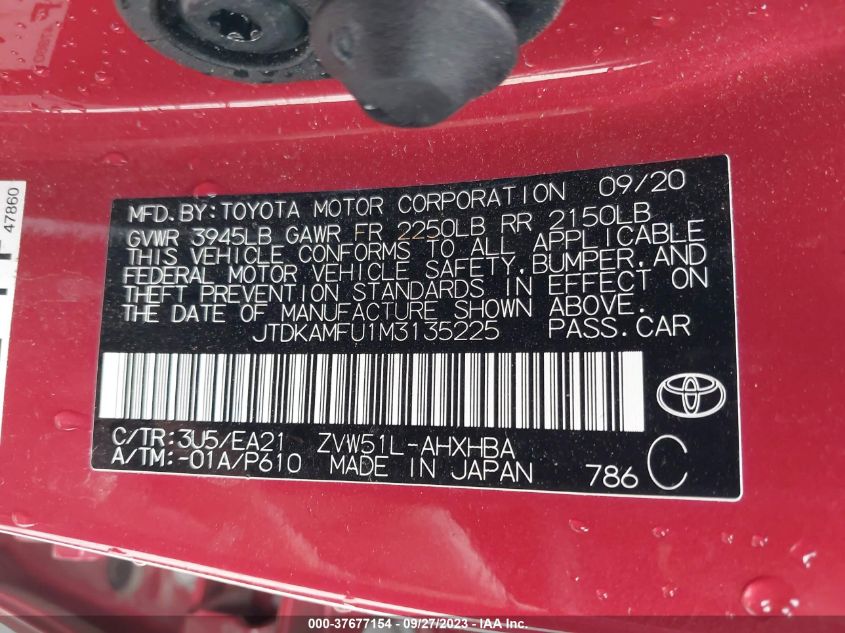 47860
MFD. BY: TOYOTA MOTOR CORPORATION 09/20
GVWR 3945LB GAWR FR 2250LB RR 2150LB
THIS VEHICLE CONFORMS TO ALL APPLICABLE
FEDERAL MOTOR VEHICLE SAFETY, BUMPER, AND
THEFT PREVENTION STANDARDS IN EFFECT ON
THE DATE OF MANUFACTURE SHOWN ABOVE.
JTDKAMFU1M3135225 PASS. CAR
C/TR: 3U5/EA21 ZVW51L-AHXHBA
A/TM: -01A/P610 MADE IN JAPAN 786 C
000-37677154 - 09/27/2023 - © IAA Inc.